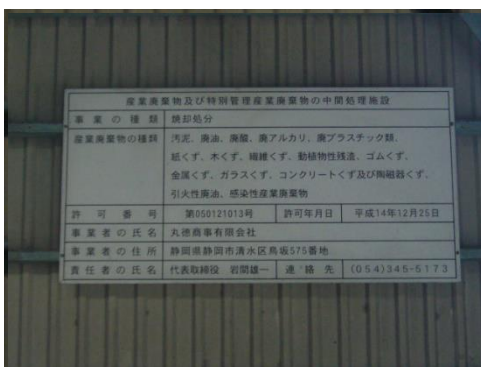 産業廃棄物及び特別管理産業廃棄物の中間処理施設
事業の種類 焼却処分
産業廃棄物の種類 汚泥、廃油、廃酸、廃アルカリ、廃プラスチック類、
紙くず、木くず、繊維くず、動植物性残渣、ゴムくず、
金属くず、ガラスくず、コンクリートくず及び陶磁器くず、
引火性廃油、感染性産業廃棄物
許可番号 第050121013号 許可年月日 平成14年12月25日
事業者の氏名 丸徳商事有限会社
事業者の住所 静岡県静岡市清水区鳥坂575番地
責任者の氏名 代表取締役 岩間雄一 連絡先 (054)345-5173